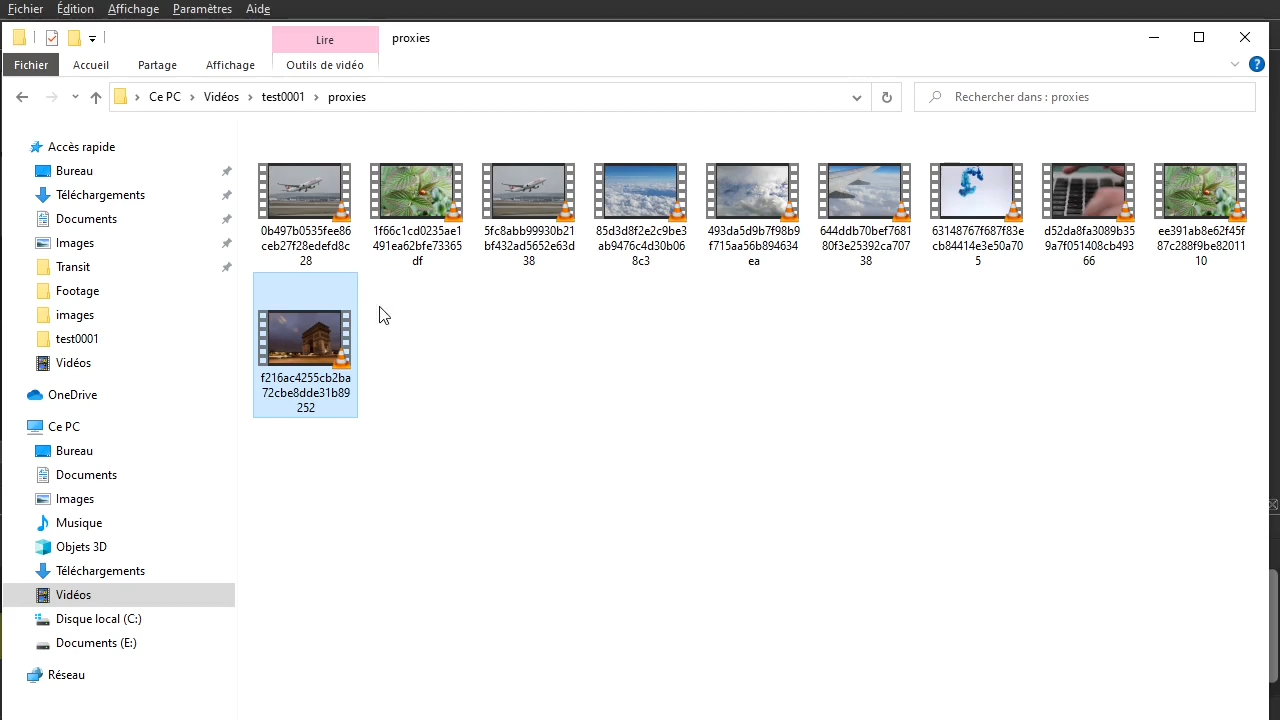 Fichier Édition Affichage Paramètres Aide
Lire proxies
Fichier Accueil Partage Affichage Outils de vidéo
Ce PC Vidéos test0001 proxies Rechercher dans : proxies
Accès rapide
Bureau
Téléchargements
Documents
Images
Transit
Footage
images
test0001
Vidéos
OneDrive
Ce PC
Bureau
Documents
Images
Musique
Objets 3D
Téléchargements
Vidéos
Disque local (C:)
Documents (E:)
Réseau
0b497b0535fee86
ceb27f28edefd8c
28
1f66c1cd0235ae1
491ea62bfe73365
df
5fc8abb99930b21
bf432ad5652e63d
38
85d3d8f2e2c9be3
ab9476c4d30b06
8c3
493da5d9b7f98b9
f715aa56b894634
ea
644ddb70bef7681
80f3e25392ca707
38
63148767f687f83e
cb84414e3e50a70
5
d52da8fa3089b35
9a7f051408cb493
66
ee391ab8e62f45f
87c288f9be82011
10
f216ac4255cb2ba
72cbe8dde31b89
252